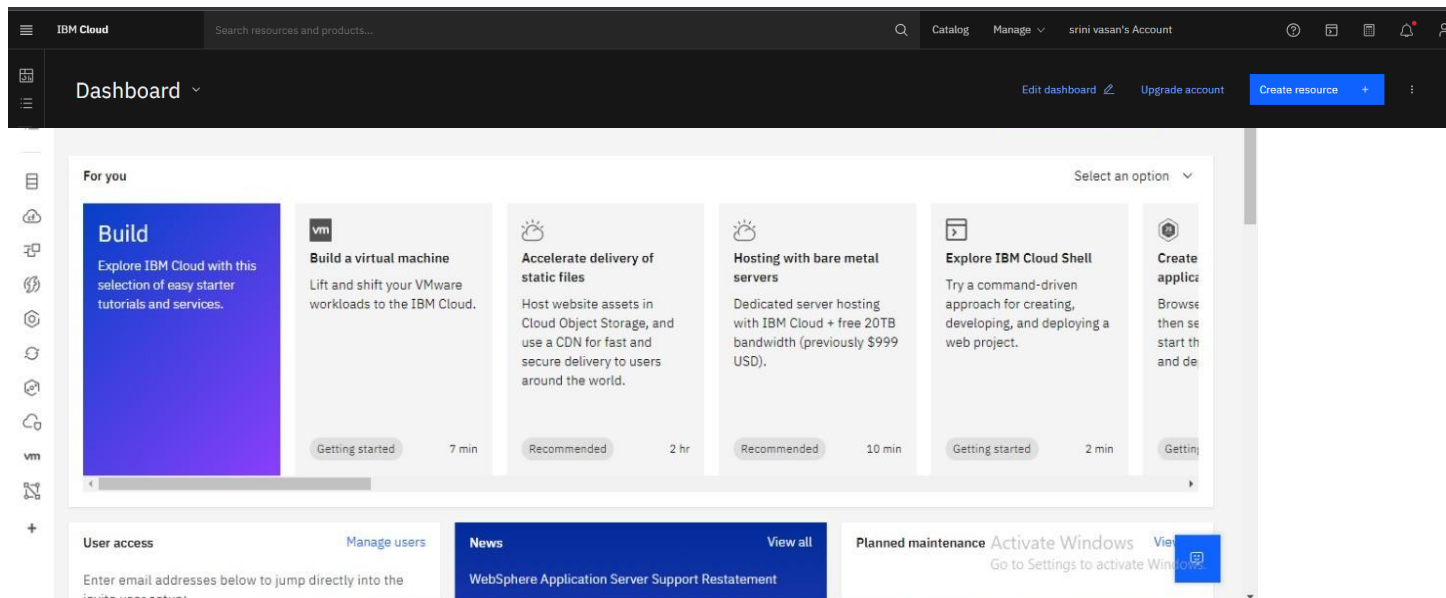 IBM Cloud
Search resources and products...
Catalog
Manage
srini vasan's Account
Dashboard
Edit dashboard
Upgrade account
Create resource +
For you
Select an option
Build
Explore IBM Cloud with this
selection of easy starter
tutorials and services.
vm
Build a virtual machine
Lift and shift your VMware
workloads to the IBM Cloud.
Getting started
7 min
Accelerate delivery of
static files
Host website assets in
Cloud Object Storage, and
use a CDN for fast and
secure delivery to users
around the world.
Recommended
2 hr
Hosting with bare metal
servers
Dedicated server hosting
with IBM Cloud + free 20TB
bandwidth (previously $999
USD).
Recommended
10 min
Explore IBM Cloud Shell
Try a command-driven
approach for creating,
developing, and deploying a
web project.
Getting started
2 min
Create
applica
Browse
then se
start th
and de
Gettin
vm
User access
Manage users
Enter email addresses below to jump directly into the
News
View all
WebSphere Application Server Support Restatement
Planned maintenance
Activate Windows
Go to Settings to activate Windows.